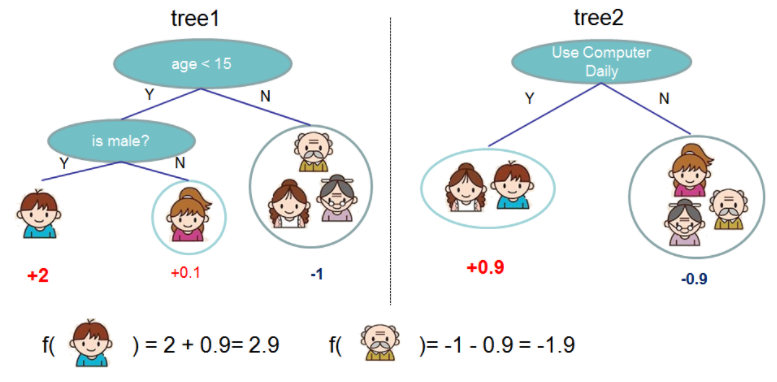 tree1
tree2
age < 15
Use Computer
Daily
Y
N
Y
N
is male?
Y
N
+2
+0.1
-1
+0.9
-0.9
f( ) = 2 + 0.9= 2.9
f( )= -1 - 0.9 = -1.9